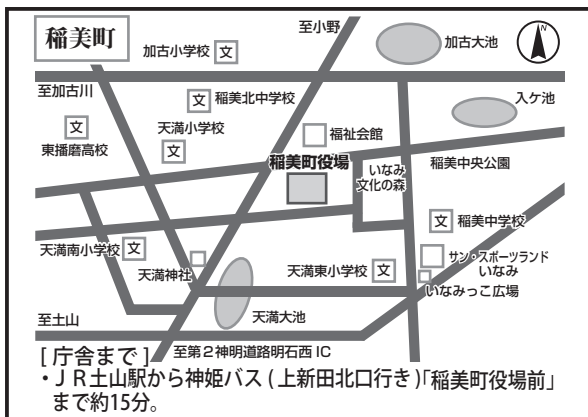 稲美町
至小野
N
加古小学校
文
加古大池
至加古川
文
稲美北中学校
入ケ池
文
東播磨高校
天満小学校
文
福祉会館
稲美町役場
いなみ
文化の森
稲美中央公園
文
稲美中学校
天満南小学校
文
天満神社
天満東小学校
文
サン・スポーツランド
いなみ
いなみっこ広場
天満大池
至土山
至第2神明道路明石西IC
[庁舎まで]
・ＪＲ土山駅から神姫バス(上新田北口行き)「稲美町役場前」
まで約15分。